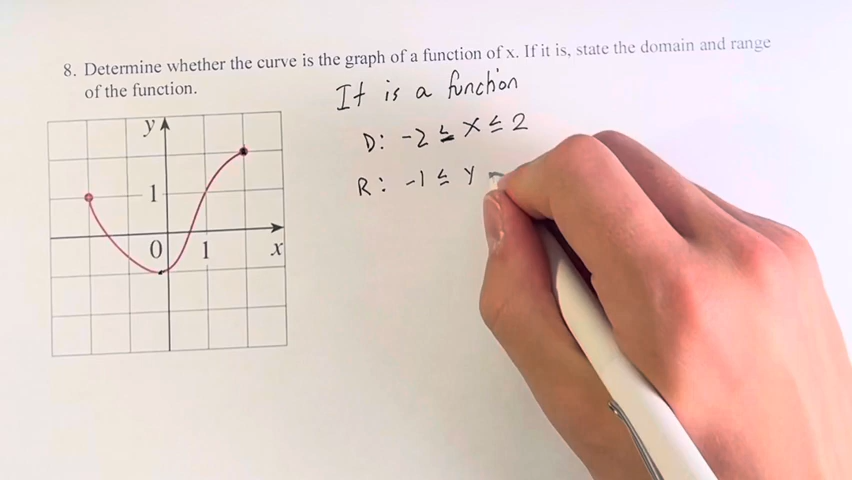 8. Determine whether the curve is the graph of a function of x. If it is, state the domain and range
of the function.
It is a function
D: -2 ≤ x ≤ 2
R: -1 ≤ y
y
1
0 1 x